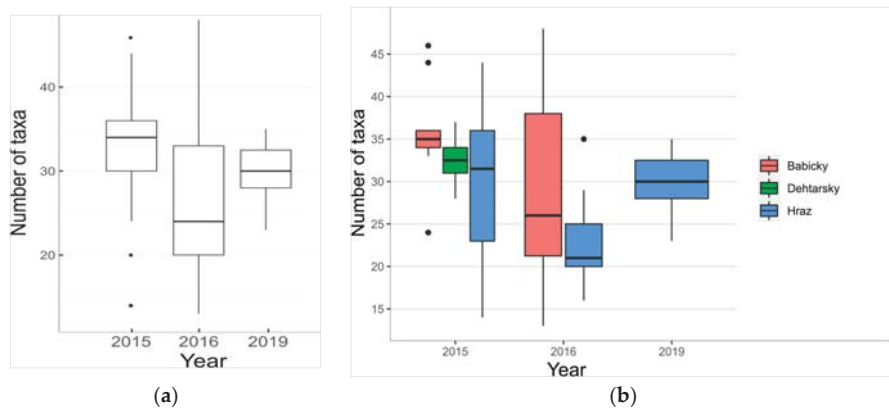 Number of taxa
40
30
20
2015 2016 2019
Year
(a)
Number of taxa
45
40
35
30
25
20
15
2015 2016 2019
Year
Babicky
Dehtarsky
Hraz
(b)